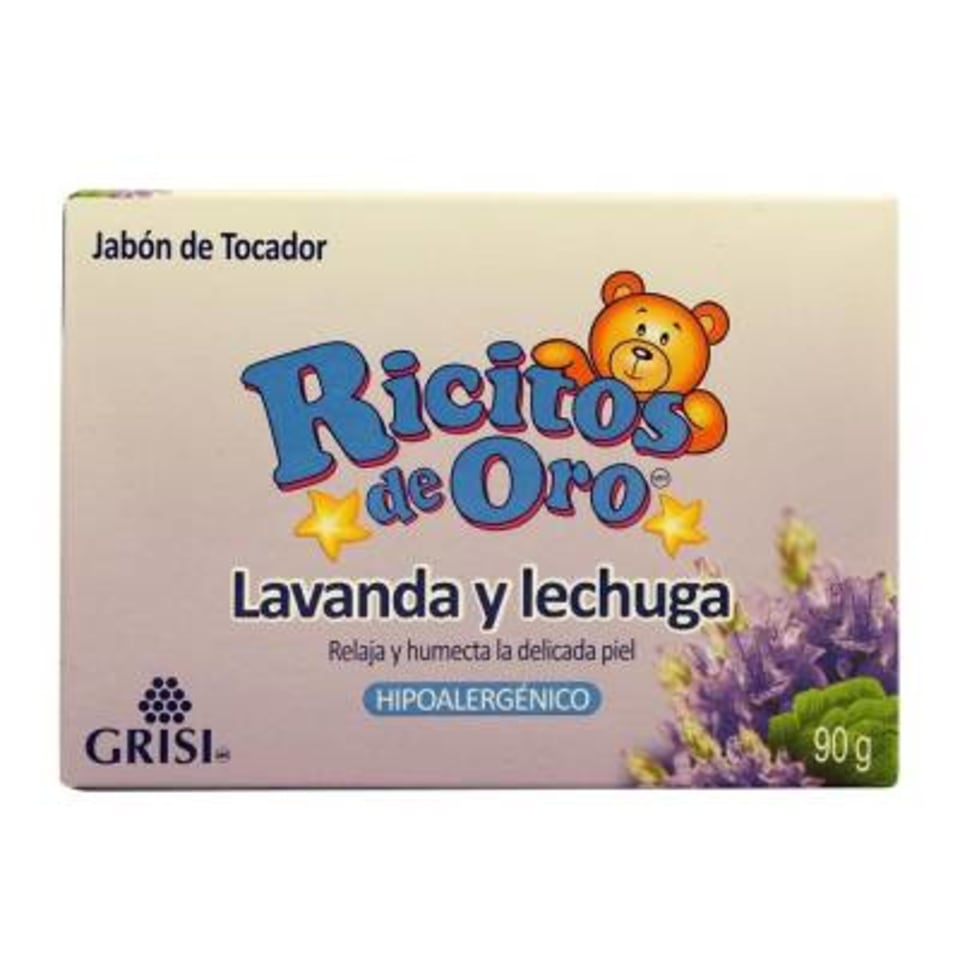 Jabón de Tocador
Ricitos
de Oro
Lavanda y lechuga
Relaja y humecta la delicada piel
HIPOALERGÉNICO
GRISI
90 g